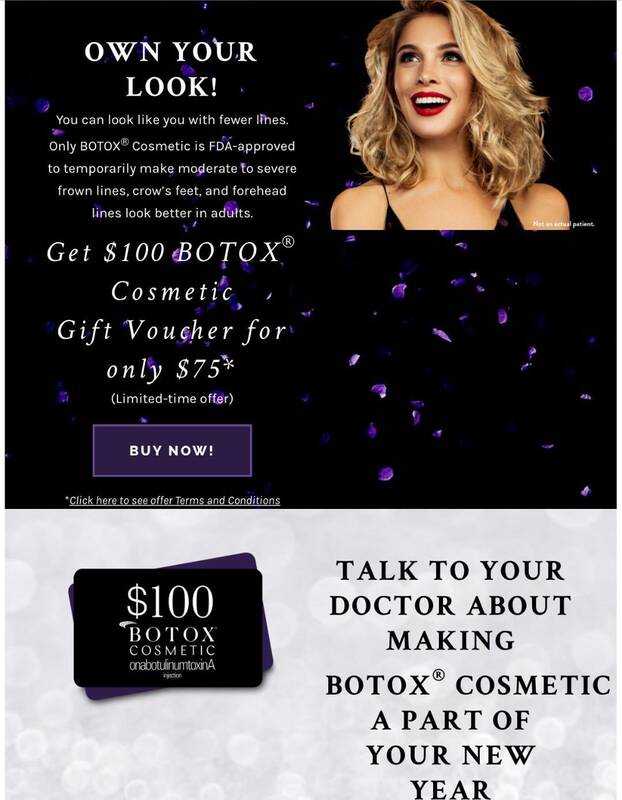 OWN YOUR
LOOK!
You can look like you with fewer lines.
Only BOTOX® Cosmetic is FDA-approved
to temporarily make moderate to severe
frown lines, crow's feet, and forehead
lines look better in adults.
Not an actual patient.
Get $100 BOTOX®
Cosmetic
Gift Voucher for
only $75*
(Limited-time offer)
BUY NOW!
*Click here to see offer Terms and Conditions
$100
BOTOX
COSMETIC
onabotulinumtoxinA
injection
TALK TO YOUR
DOCTOR ABOUT
MAKING
BOTOX® COSMETIC
A PART OF
YOUR NEW
YEAR